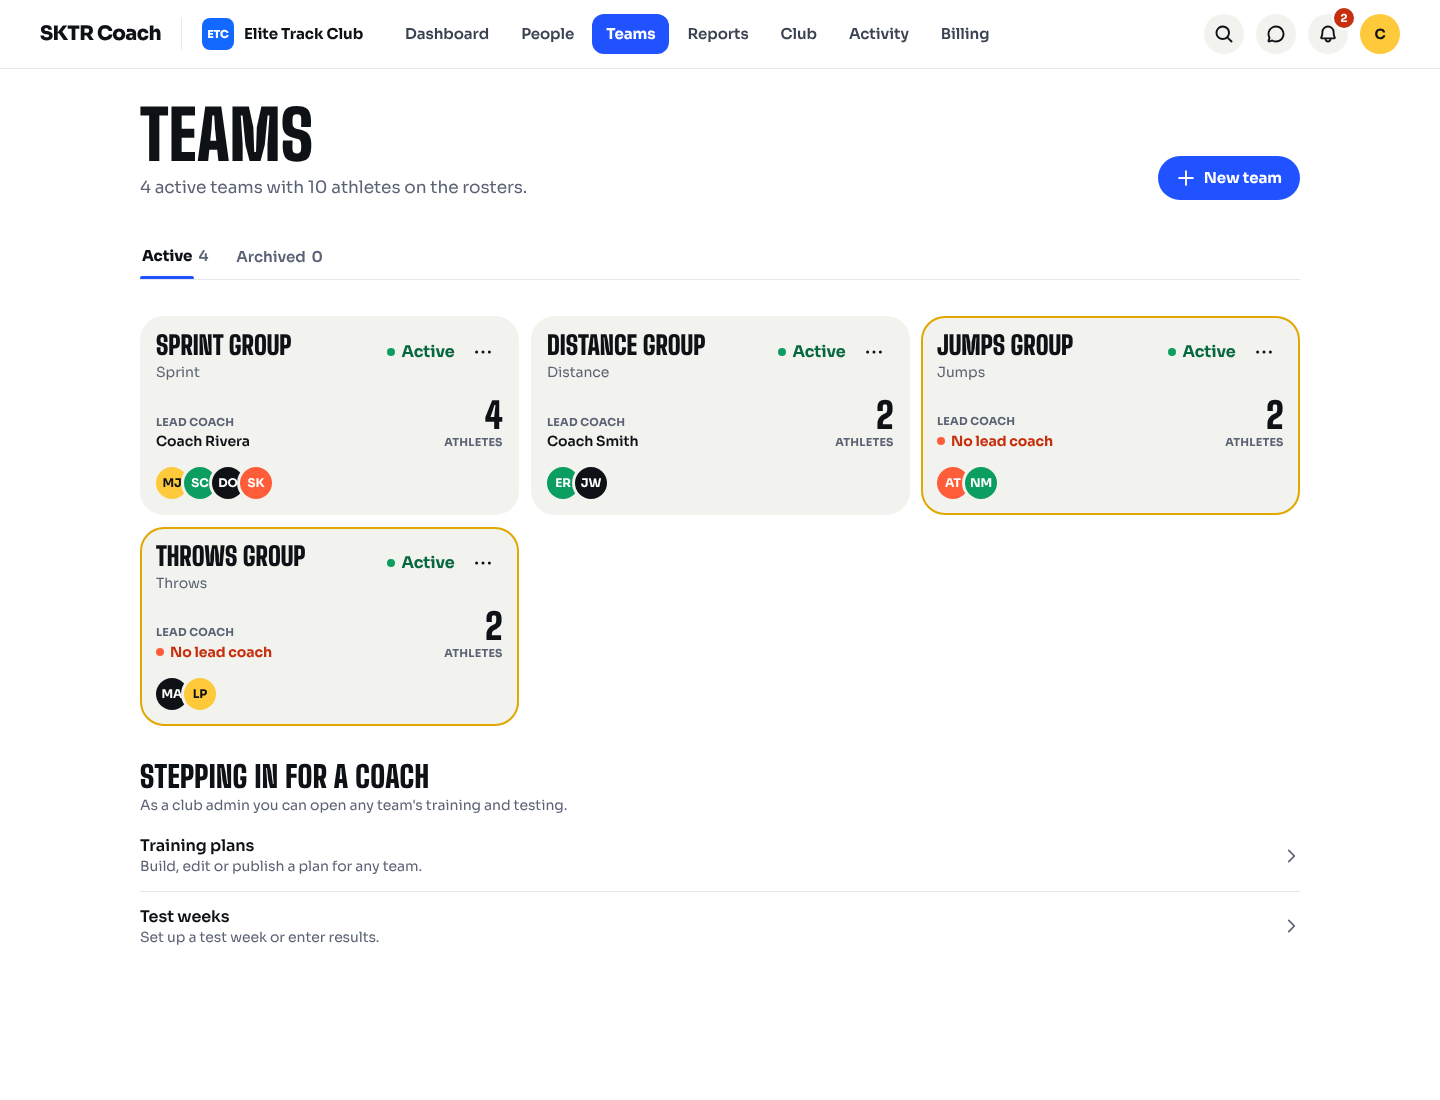 SKTR Coach
ETC Elite Track Club
Dashboard People Teams Reports Club Activity Billing
2
C
TEAMS
4 active teams with 10 athletes on the rosters.
New team
Active 4 Archived 0
SPRINT GROUP
Active
Sprint
LEAD COACH
Coach Rivera
4
ATHLETES
MJ SC DO SK
DISTANCE GROUP
Active
Distance
LEAD COACH
Coach Smith
2
ATHLETES
ER JW
JUMPS GROUP
Active
Jumps
LEAD COACH
No lead coach
2
ATHLETES
AT NM
THROWS GROUP
Active
Throws
LEAD COACH
No lead coach
2
ATHLETES
MA LP
STEPPING IN FOR A COACH
As a club admin you can open any team's training and testing.
Training plans
Build, edit or publish a plan for any team.
Test weeks
Set up a test week or enter results.